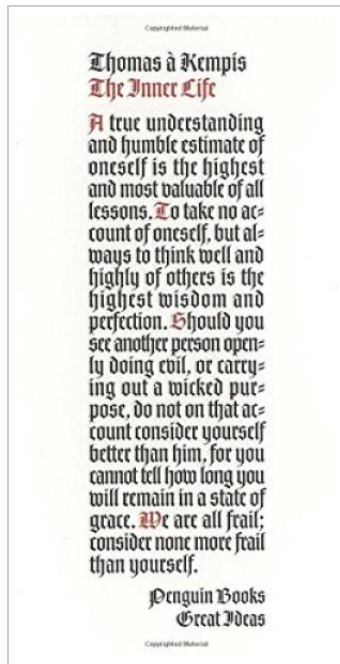 Copyrighted Material
Thomas à Kempis
The Inner Life
A true understanding
and humble estimate of
oneself is the highest
and most valuable of all
lessons. To take no ac=
count of oneself, but al=
ways to think well and
highly of others is the
highest wisdom and
perfection. Should you
see another person open=
ly doing evil, or carry=
ing out a wicked pur=
pose, do not on that ac=
count consider yourself
better than him, for you
cannot tell how long you
will remain in a state of
grace. We are all frail;
consider none more frail
than yourself.
Penguin Books
Great Ideas
Copyrighted Material